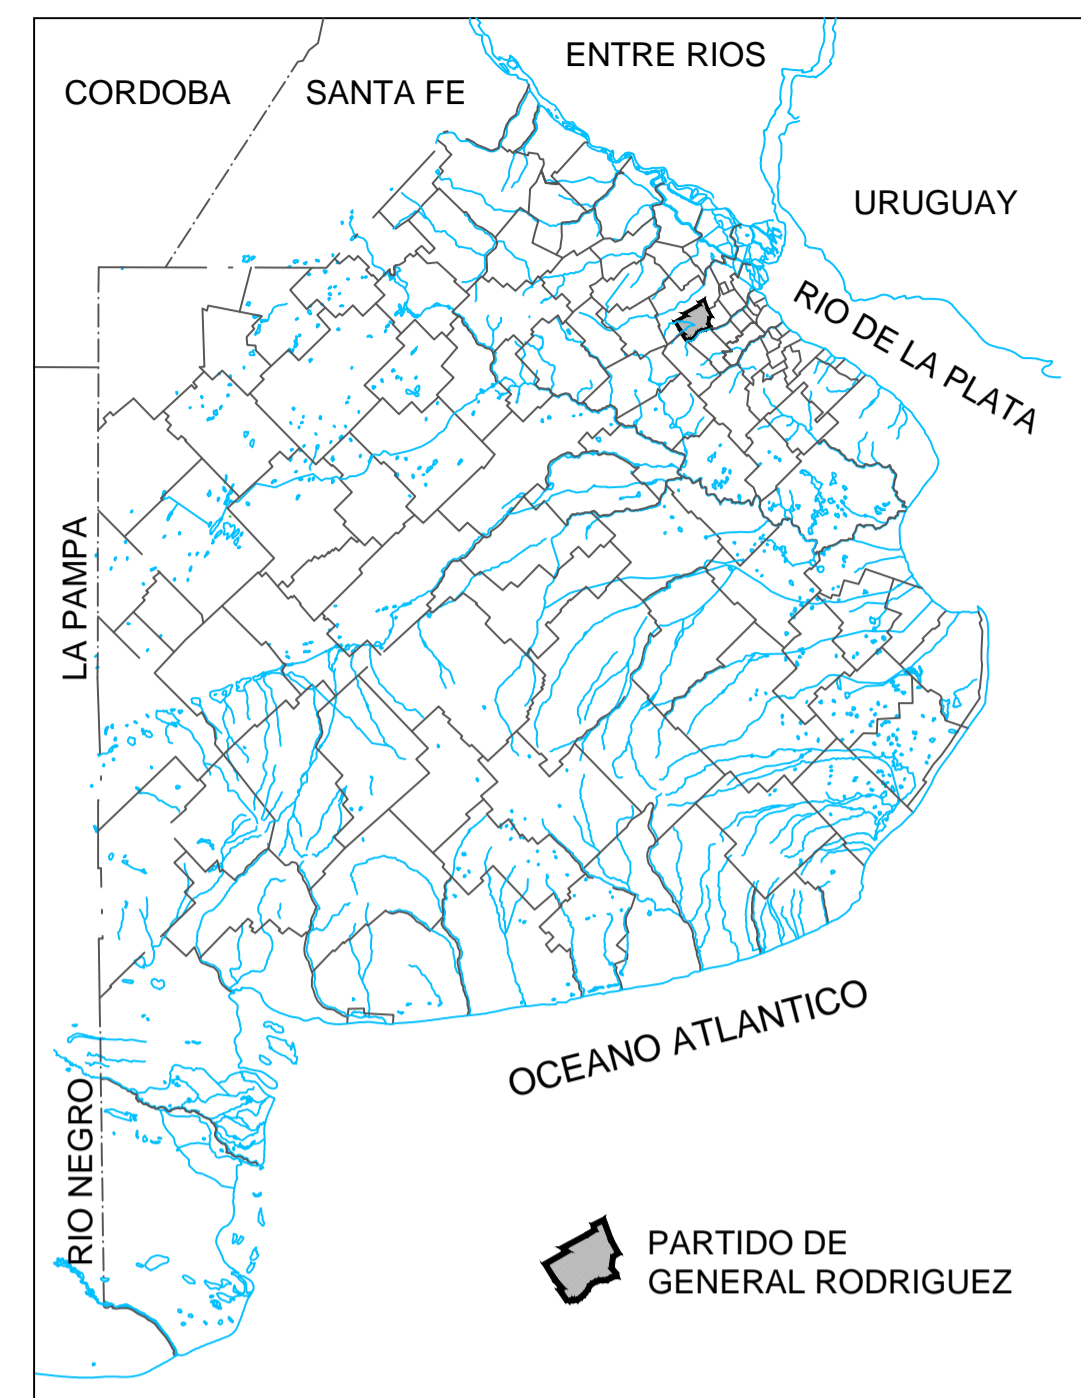 ENTRE RIOS
CORDOBA
SANTA FE
URUGUAY
RIO DE LA PLATA
LA PAMPA
OCEANO ATLANTICO
RIO NEGRO
PARTIDO DE
GENERAL RODRIGUEZ